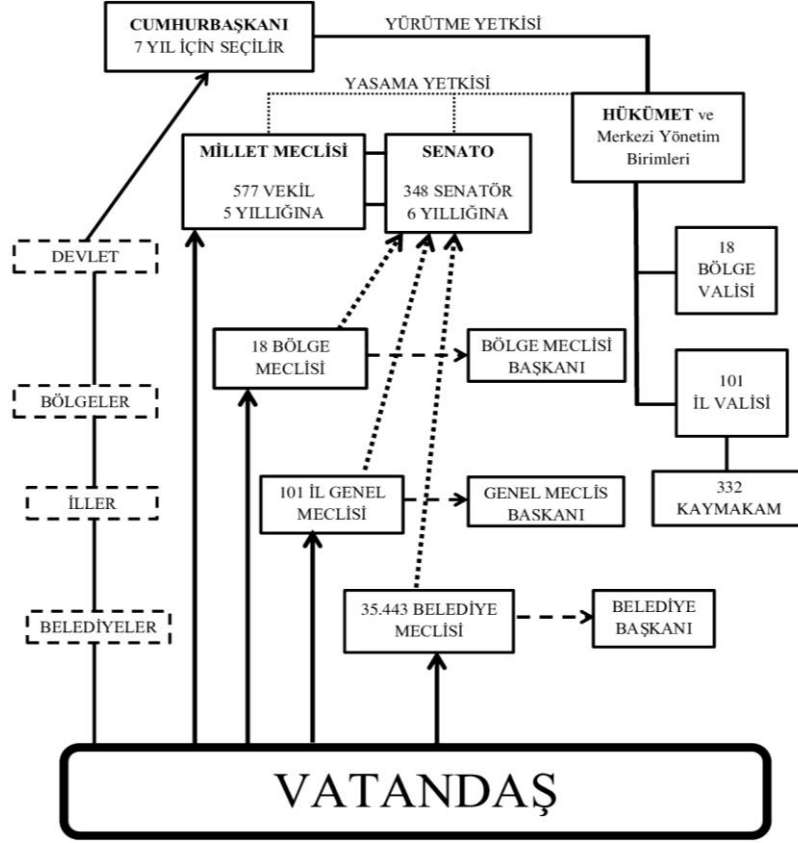 CUMHURBAŞKANI
7 YIL İÇİN SEÇİLİR
YÜRÜTME YETKİSİ
YASAMA YETKİSİ
HÜKÜMET ve
Merkezi Yönetim
Birimleri
MİLLET MECLİSİ
577 VEKİL
5 YILLIĞINA
SENATO
348 SENATÖR
6 YILLIĞINA
DEVLET
18
BÖLGE
VALİSİ
18 BÖLGE
MECLİSİ
BÖLGE MECLİSİ
BAŞKANI
BÖLGELER
101
İL VALİSİ
İLLER
101 İL GENEL
MECLİSİ
GENEL MECLİS
BASKANI
332
KAYMAKAM
BELEDİYELER
35.443 BELEDİYE
MECLİSİ
BELEDİYE
BAŞKANI
VATANDAŞ